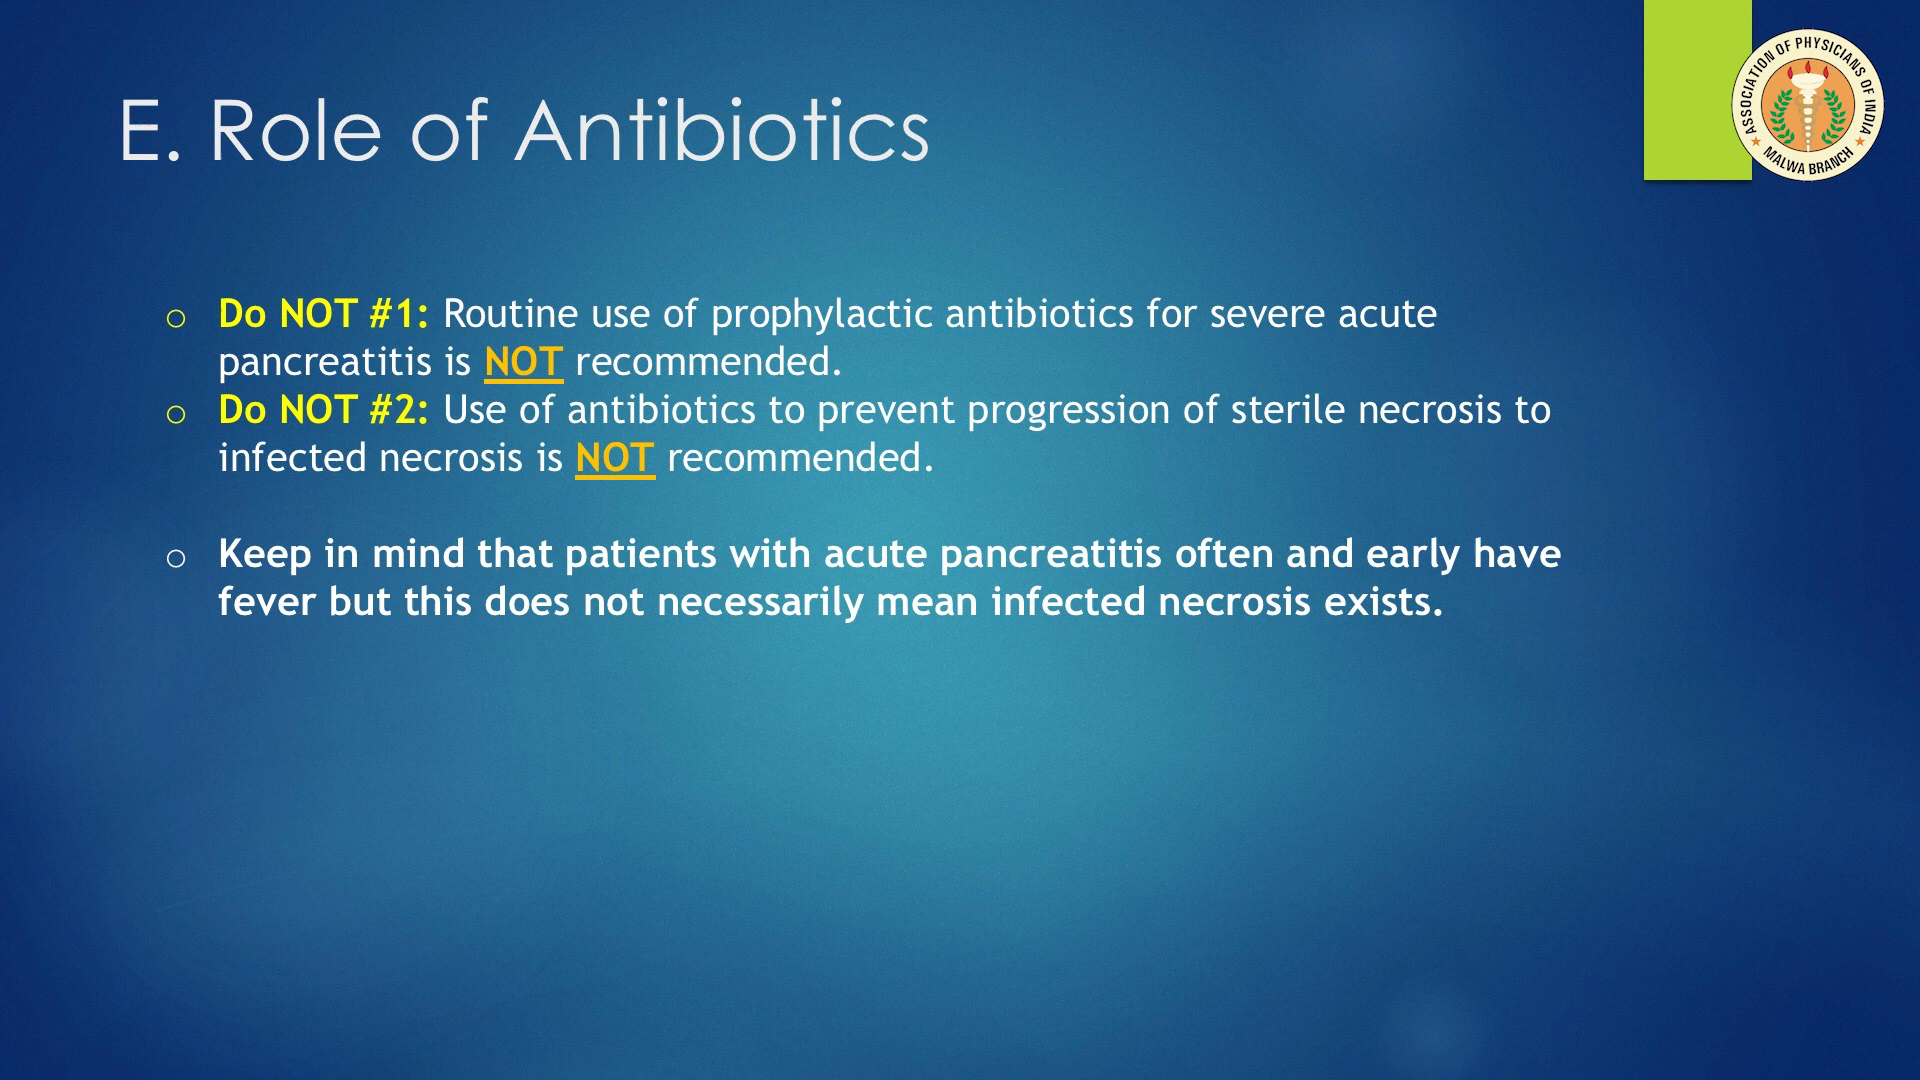 E. Role of Antibiotics
ASSOCIATION OF PHYSICIANS OF INDIA
MALWA BRANCH
o Do NOT #1: Routine use of prophylactic antibiotics for severe acute
pancreatitis is NOT recommended.
o Do NOT #2: Use of antibiotics to prevent progression of sterile necrosis to
infected necrosis is NOT recommended.
o Keep in mind that patients with acute pancreatitis often and early have
fever but this does not necessarily mean infected necrosis exists.